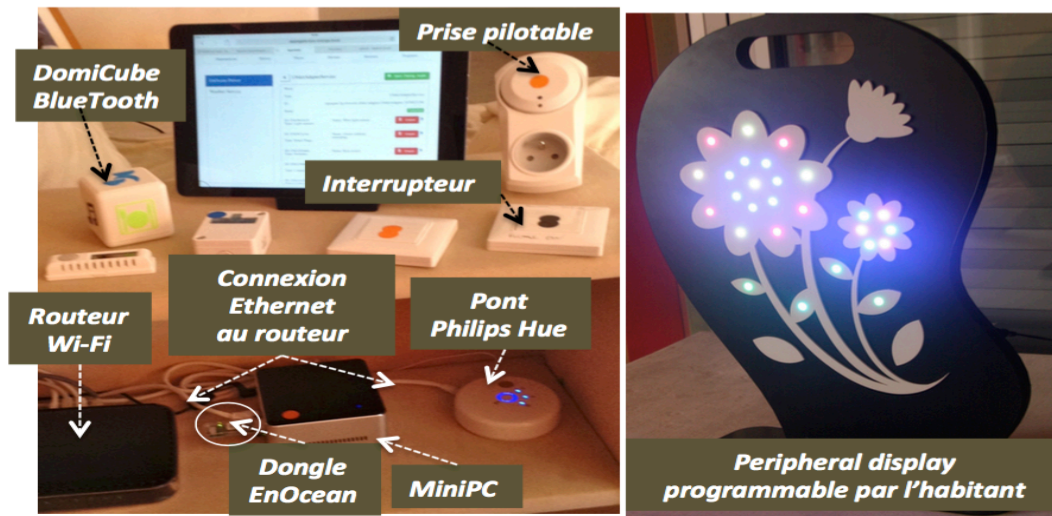 Prise pilotable
DomiCube
BlueTooth
Interrupteur
Connexion
Ethernet
au routeur
Routeur
Wi-Fi
Pont
Philips Hue
Dongle
EnOcean
MiniPC
Peripheral display
programmable par l'habitant